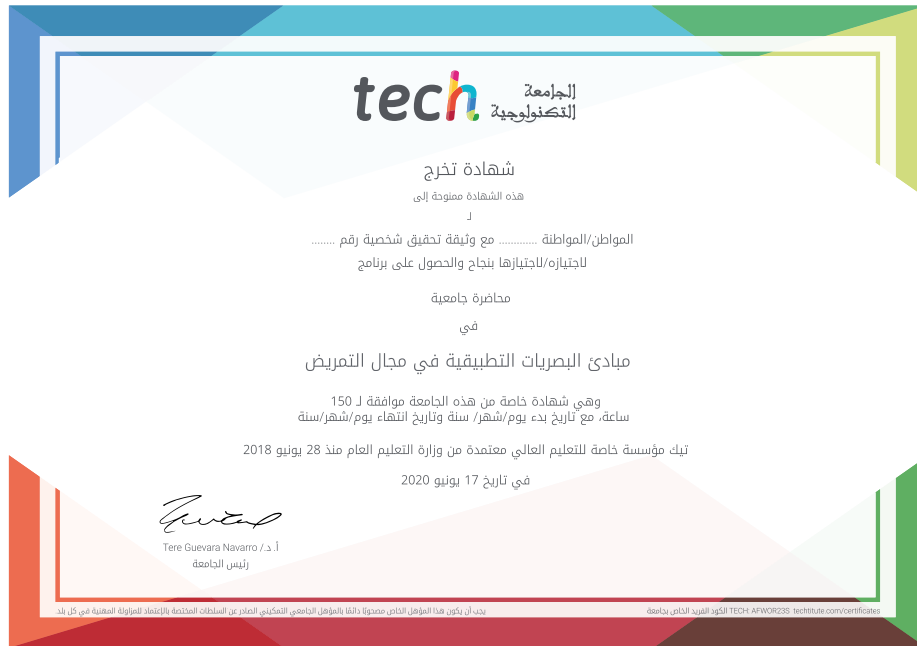 tech الجامعة
التكنولوجية
شهادة تخرج
هذه الشهادة ممنوحة إلى
لـ
المواطن/المواطنة ............. مع وثيقة تحقيق شخصية رقم ........
لاجتيازه/لاجتيازها بنجاح والحصول على برنامج
محاضرة جامعية
في
مبادئ البصريات التطبيقية في مجال التمريض
وهي شهادة خاصة من هذه الجامعة موافقة لـ 150
ساعة، مع تاريخ بدء يوم/شهر/ سنة وتاريخ انتهاء يوم/شهر/سنة
تيك مؤسسة خاصة للتعليم العالي معتمدة من وزارة التعليم العام منذ 28 يونيو 2018
في تاريخ 17 يونيو 2020
أ. د./ Tere Guevara Navarro
رئيس الجامعة
يجب أن يكون هذا المؤهل الخاص مصحوبًا دائمًا بالمؤهل الجامعي التمكيني الصادر عن السلطات المختصة بالإعتماد للمزاولة المهنية في كل بلد
الكود الفريد الخاص بجامعة TECH: AFWOR23S techtitute.com/certificates